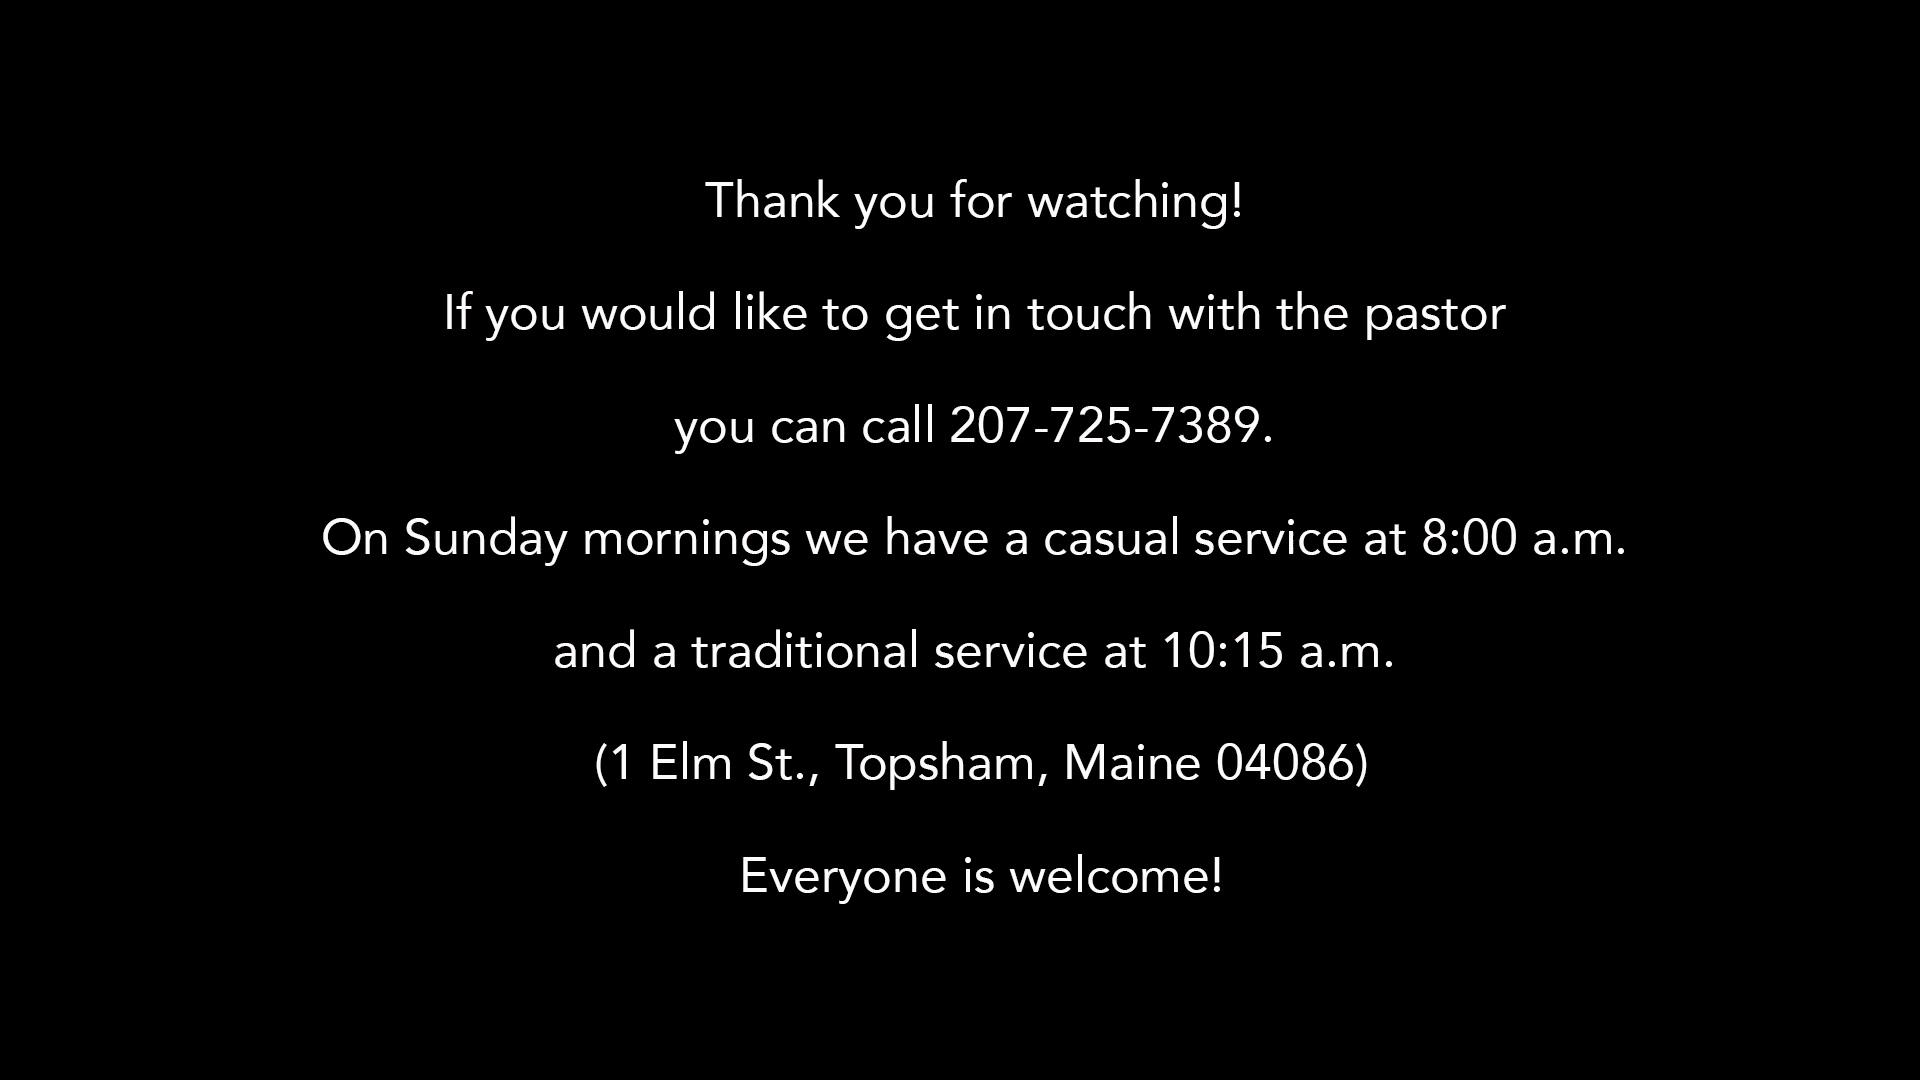 Thank you for watching!
If you would like to get in touch with the pastor
you can call 207-725-7389.
On Sunday mornings we have a casual service at 8:00 a.m.
and a traditional service at 10:15 a.m.
(1 Elm St., Topsham, Maine 04086)
Everyone is welcome!